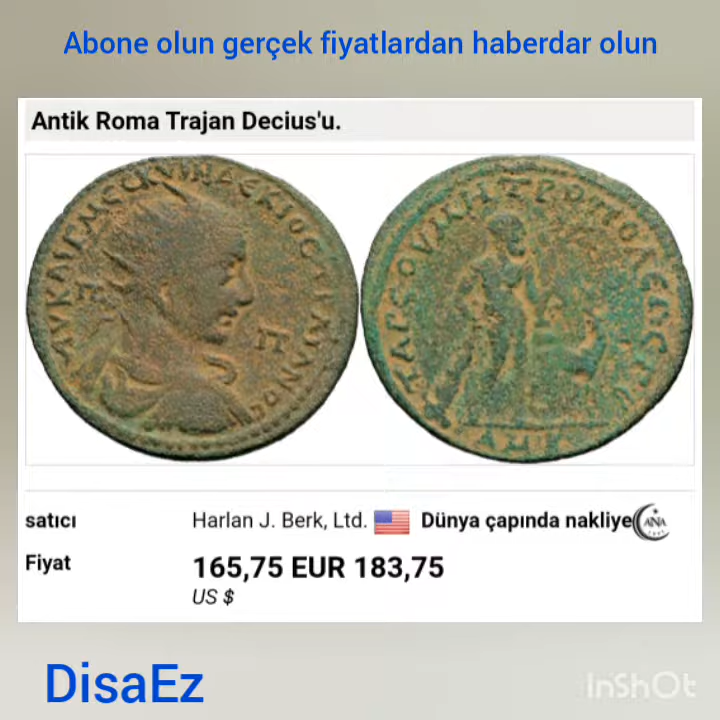 Abone olun gerçek fiyatlardan haberdar olun
Antik Roma Trajan Decius'u.
satıcı
Harlan J. Berk, Ltd.
Dünya çapında nakliye
ANA
Fiyat
165,75 EUR 183,75
US $
DisaEz
InShOt